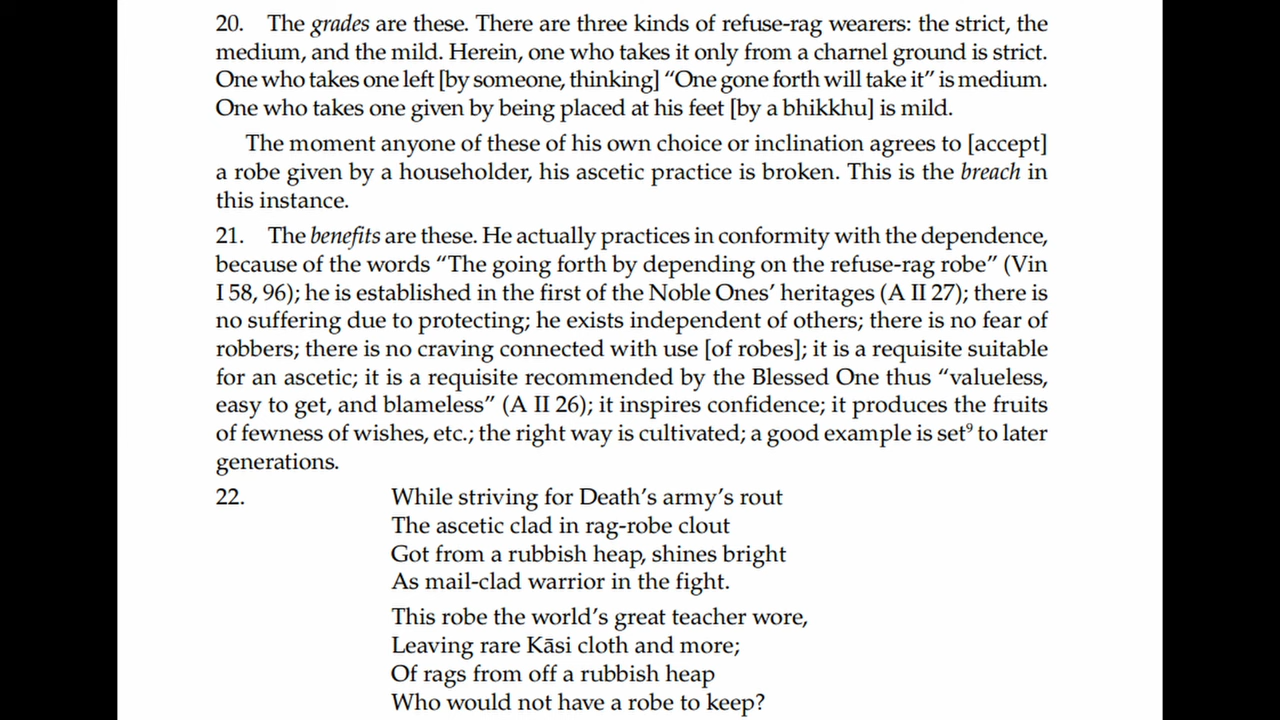 20. The grades are these. There are three kinds of refuse-rag wearers: the strict, the
medium, and the mild. Herein, one who takes it only from a charnel ground is strict.
One who takes one left [by someone, thinking] “One gone forth will take it” is medium.
One who takes one given by being placed at his feet [by a bhikkhu] is mild.
The moment anyone of these of his own choice or inclination agrees to [accept]
a robe given by a householder, his ascetic practice is broken. This is the breach in
this instance.
21. The benefits are these. He actually practices in conformity with the dependence,
because of the words “The going forth by depending on the refuse-rag robe” (Vin
I 58, 96); he is established in the first of the Noble Ones’ heritages (A II 27); there is
no suffering due to protecting; he exists independent of others; there is no fear of
robbers; there is no craving connected with use [of robes]; it is a requisite suitable
for an ascetic; it is a requisite recommended by the Blessed One thus “valueless,
easy to get, and blameless” (A II 26); it inspires confidence; it produces the fruits
of fewness of wishes, etc.; the right way is cultivated; a good example is set⁹ to later
generations.
22. While striving for Death’s army’s rout
The ascetic clad in rag-robe clout
Got from a rubbish heap, shines bright
As mail-clad warrior in the fight.
This robe the world’s great teacher wore,
Leaving rare Kāsi cloth and more;
Of rags from off a rubbish heap
Who would not have a robe to keep?